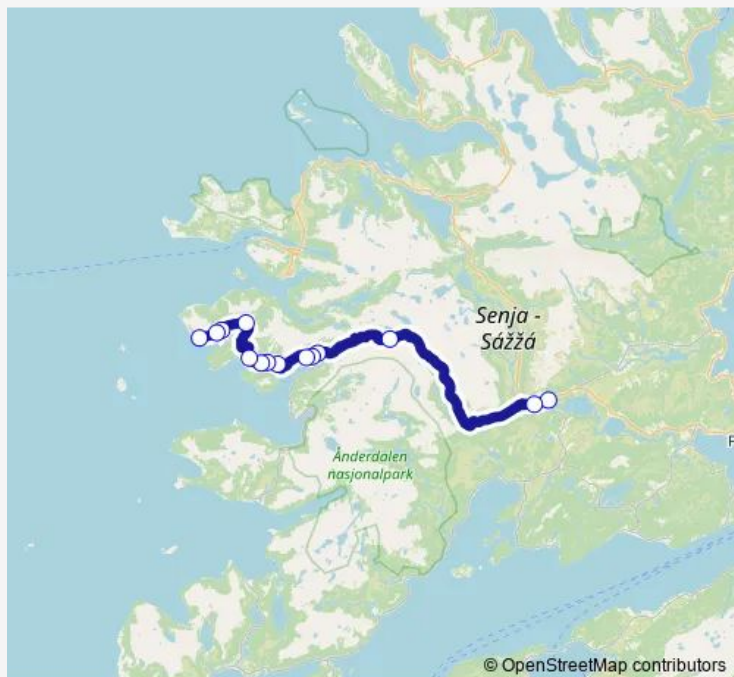 Senja -
Sážžá
Ånderdalen
nasjonalpark
© OpenStreetMap contributors